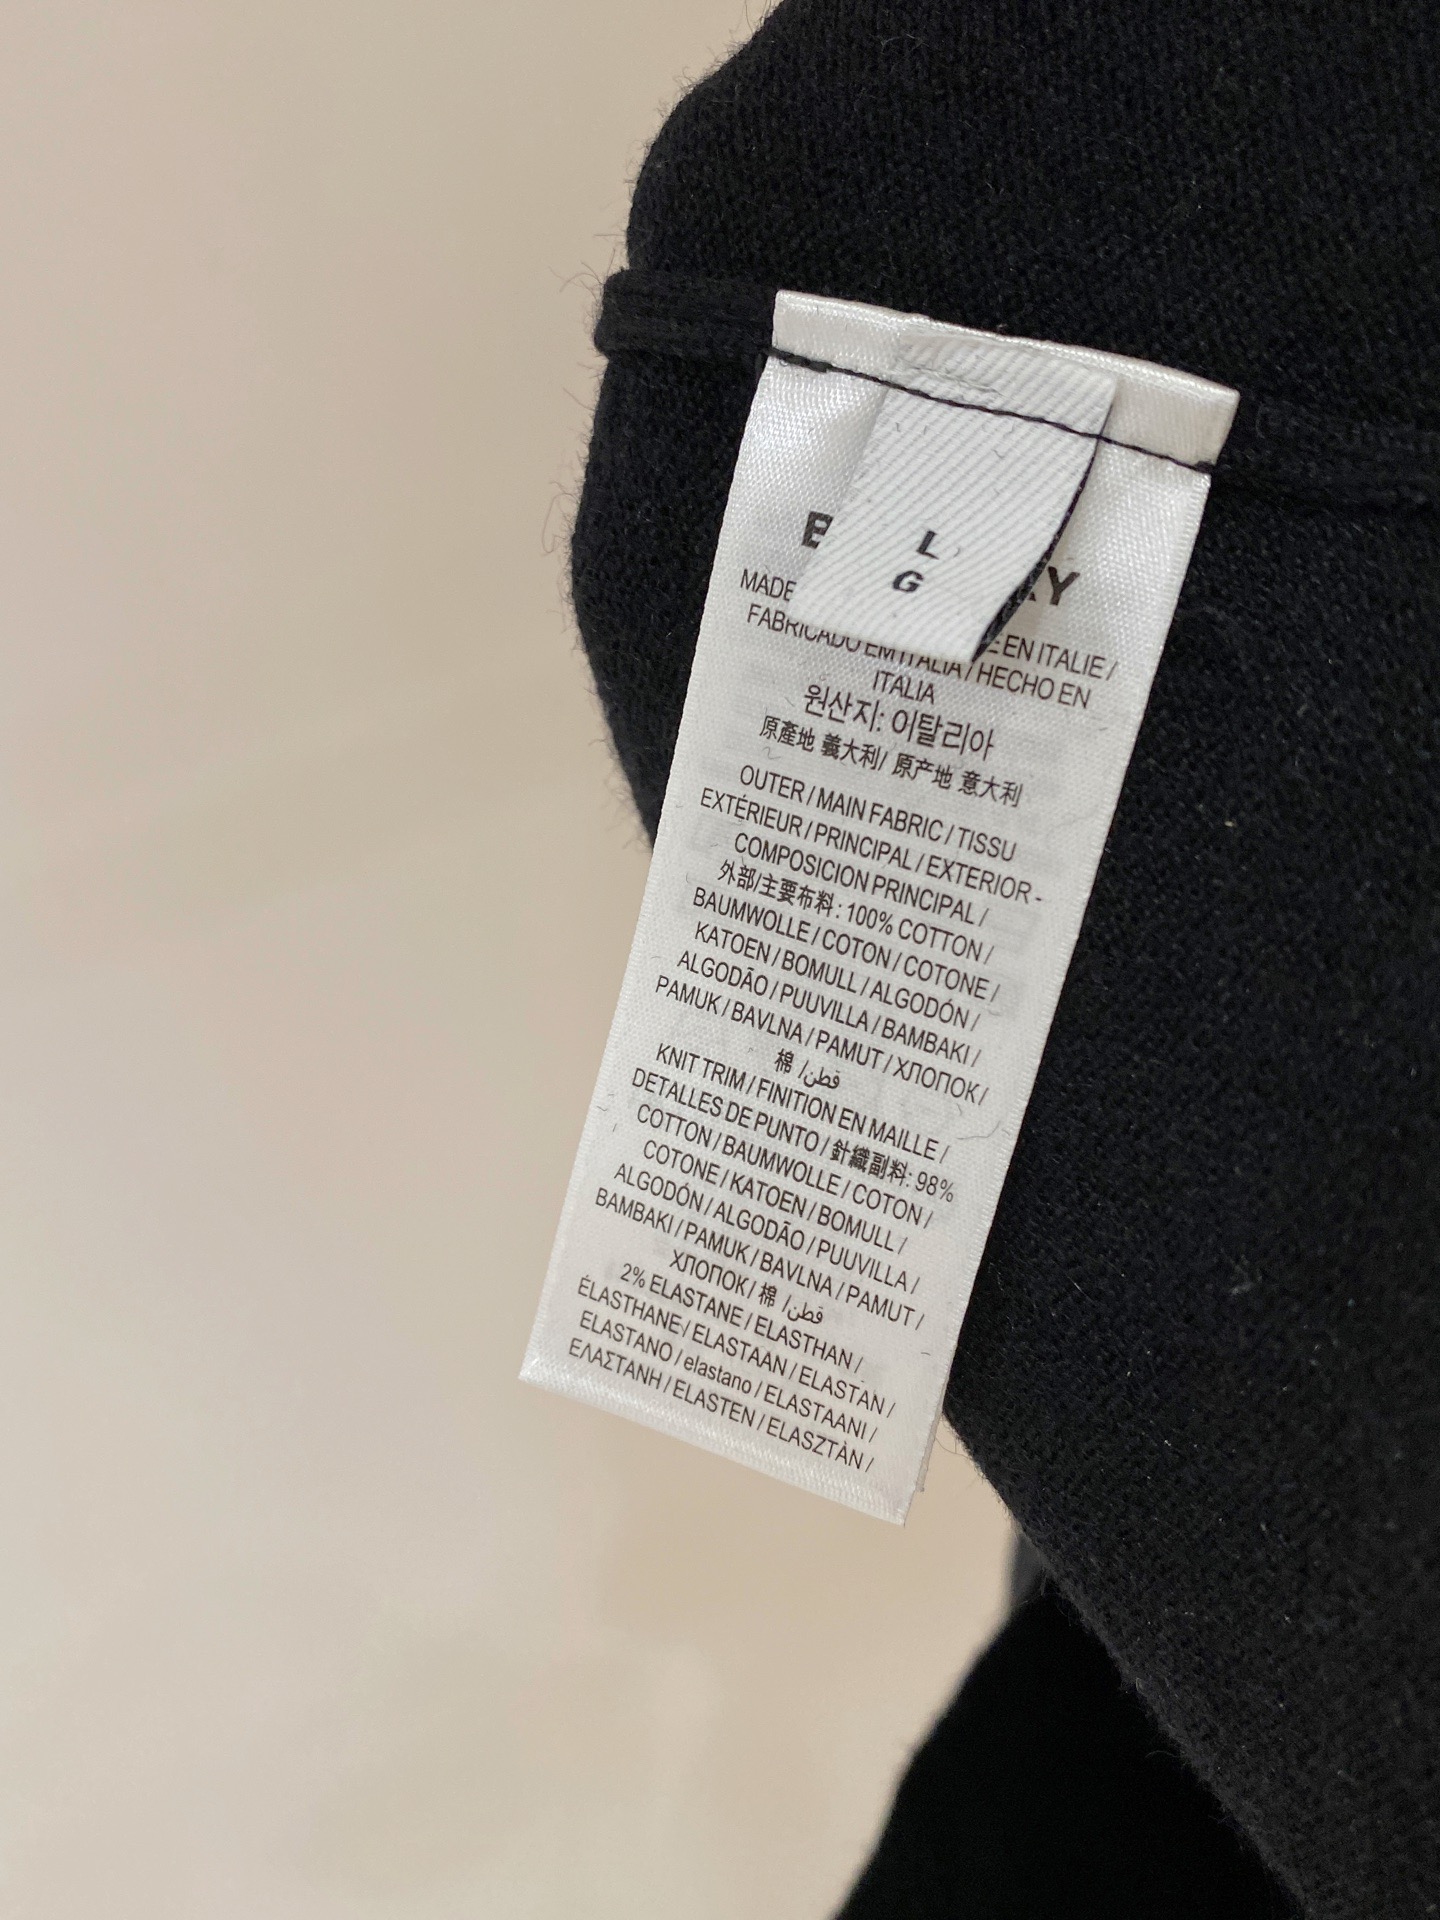 L
G
MADE
E EN ITALIE /
FABRICADO EM ITALIA / HECHO EN
ITALIA
원산지: 이탈리아
原產地 義大利/ 原产地 意大利
OUTER / MAIN FABRIC / TISSU
EXTÉRIEUR / PRINCIPAL / EXTERIOR -
COMPOSICION PRINCIPAL /
外部/主要布料: 100% COTTON /
BAUMWOLLE / COTON / COTONE /
KATOEN / BOMULL / ALGODÓN /
ALGODÃO / PUUVILLA / BAMBAKI /
PAMUK / BAVLNA / PAMUT / ХЛОПОК /
棉 /قطن
KNIT TRIM / FINITION EN MAILLE /
DETALLES DE PUNTO / 針織副料: 98%
COTTON / BAUMWOLLE / COTON /
COTONE / KATOEN / BOMULL /
ALGODÓN / ALGODÃO / PUUVILLA /
BAMBAKI / PAMUK / BAVLNA / PAMUT /
ХЛОПОК / 棉 /قطن
2% ELASTANE / ELASTHAN /
ÉLASTHANE/ ELASTAAN / ELASTAN /
ELASTANO / elastano / ELASTAANI /
ΕΛΑΣΤΑΝΗ / ELASTEN / ELASZTÀN /